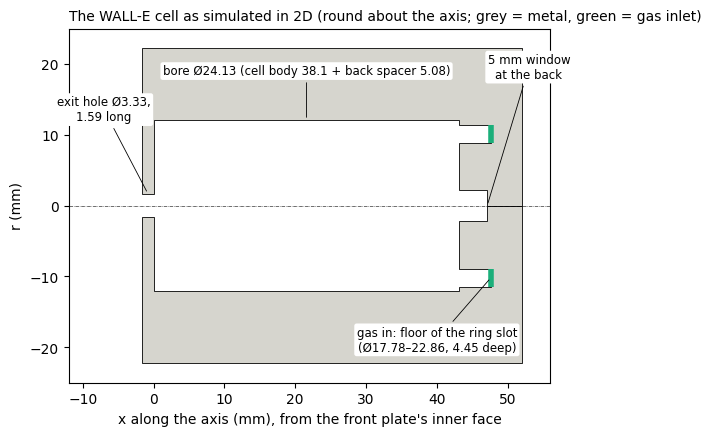 The WALL-E cell as simulated in 2D (round about the axis; grey = metal, green = gas inlet)
5 mm window
at the back
bore Ø24.13 (cell body 38.1 + back spacer 5.08)
exit hole Ø3.33,
1.59 long
gas in: floor of the ring slot
(Ø17.78–22.86, 4.45 deep)
r (mm)
20
10
0
−10
−20
−10
0
10
20
30
40
50
x along the axis (mm), from the front plate's inner face